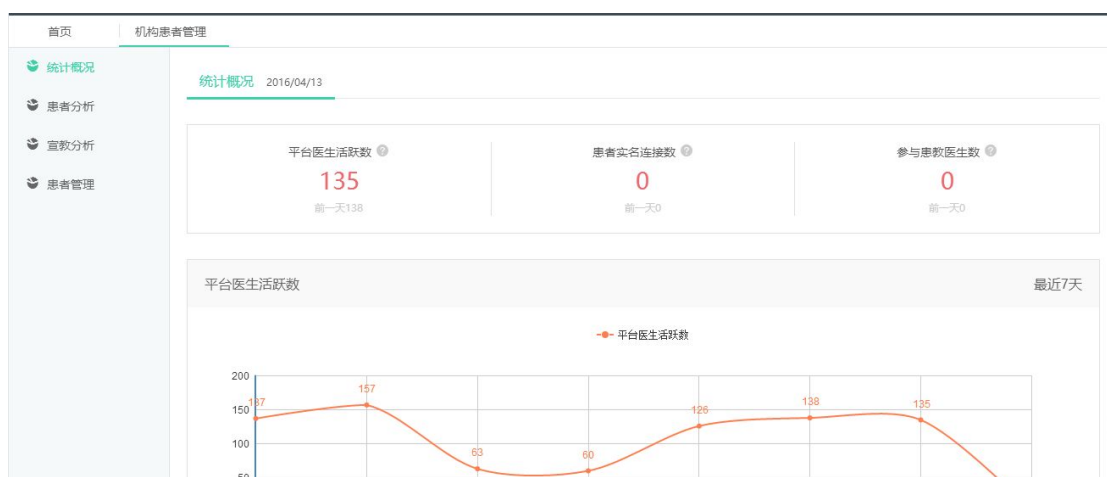 首页 机构患者管理
统计概况
患者分析
宣教分析
患者管理
统计概况 2016/04/13
平台医生活跃数 患者实名连接数 参与患教医生数
135 0 0
前一天138 前一天0 前一天0
平台医生活跃数 最近7天
平台医生活跃数
200
150
100
50
137 157 63 60 126 138 135